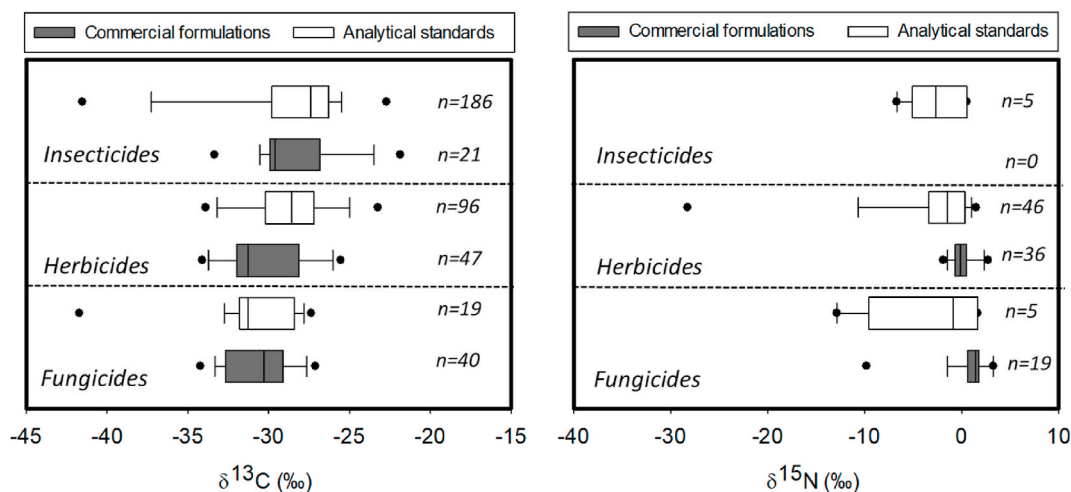 Commercial formulations Analytical standards
n=186
Insecticides n=21
n=96
Herbicides n=47
n=19
Fungicides n=40
-45 -40 -35 -30 -25 -20 -15
δ13C (‰)
Commercial formulations Analytical standards
n=5
Insecticides n=0
n=46
Herbicides n=36
n=5
Fungicides n=19
-40 -30 -20 -10 0 10
δ15N (‰)